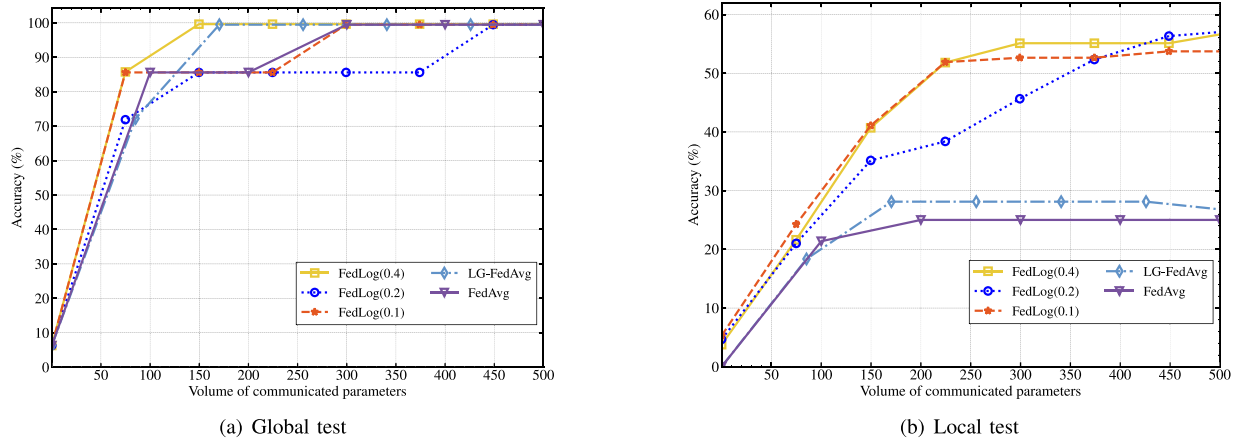 100
90
80
70
60
50
40
30
20
10
0
Accuracy (%)
FedLog(0.4)
FedLog(0.2)
FedLog(0.1)
LG-FedAvg
FedAvg
50 100 150 200 250 300 350 400 450 500
Volume of communicated parameters
(a) Global test
60
50
40
30
20
10
0
Accuracy (%)
FedLog(0.4)
FedLog(0.2)
FedLog(0.1)
LG-FedAvg
FedAvg
50 100 150 200 250 300 350 400 450 500
Volume of communicated parameters
(b) Local test